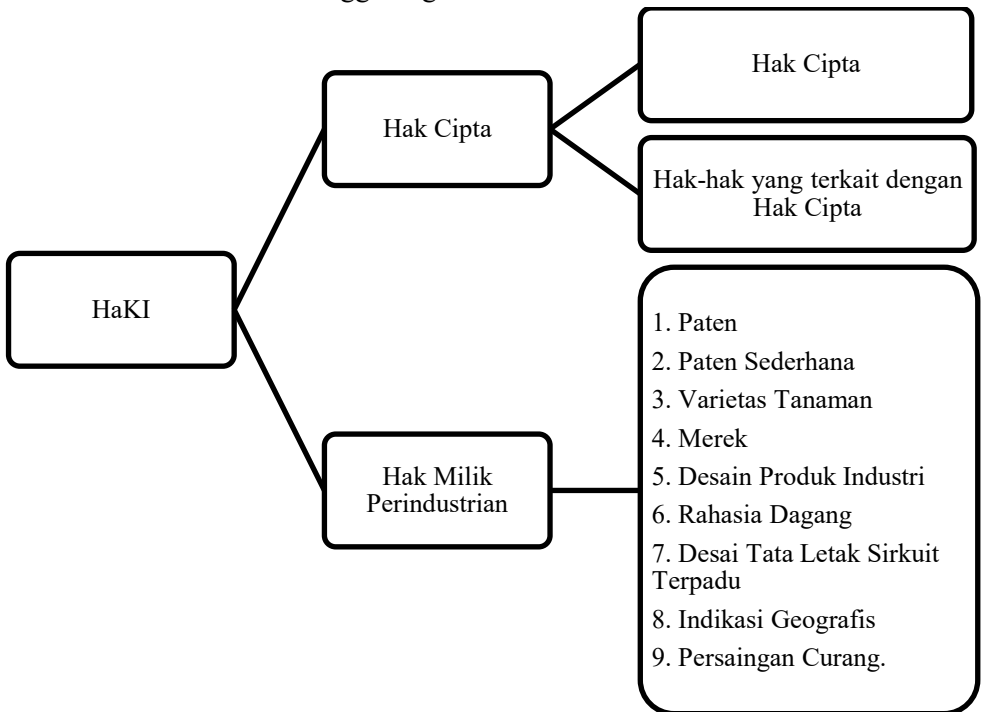 Hak Cipta
Hak Cipta
Hak-hak yang terkait dengan
Hak Cipta
HaKI
1. Paten
2. Paten Sederhana
3. Varietas Tanaman
4. Merek
Hak Milik
Perindustrian
5. Desain Produk Industri
6. Rahasia Dagang
7. Desai Tata Letak Sirkuit
Terpadu
8. Indikasi Geografis
9. Persaingan Curang.